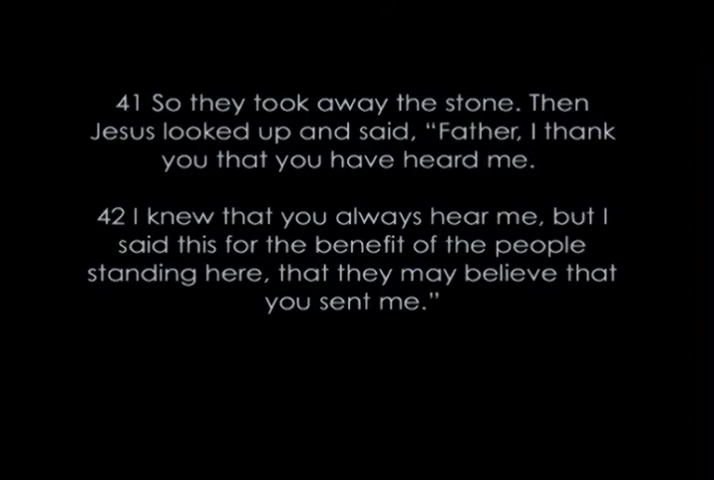 41 So they took away the stone. Then
Jesus looked up and said, “Father, I thank
you that you have heard me.
42 I knew that you always hear me, but I
said this for the benefit of the people
standing here, that they may believe that
you sent me.”